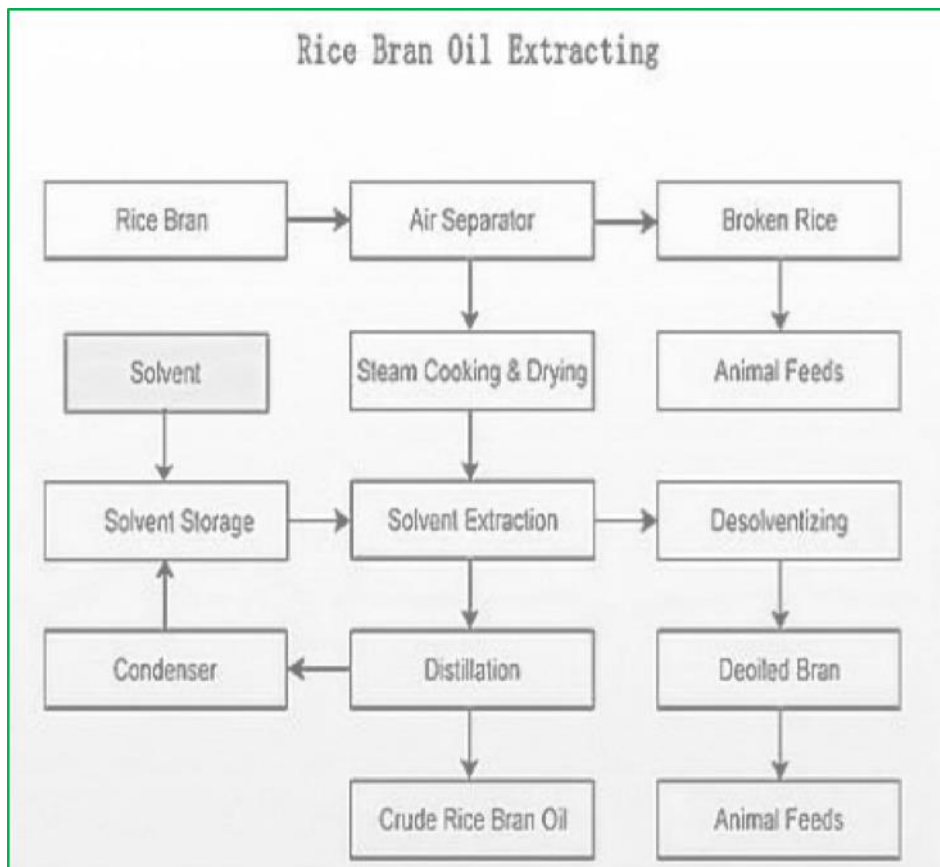 Rice Bran Oil Extracting
Rice Bran
Air Separator
Broken Rice
Solvent
Steam Cooking & Drying
Animal Feeds
Solvent Storage
Solvent Extraction
Desolventizing
Condenser
Distillation
Deoiled Bran
Crude Rice Bran Oil
Animal Feeds